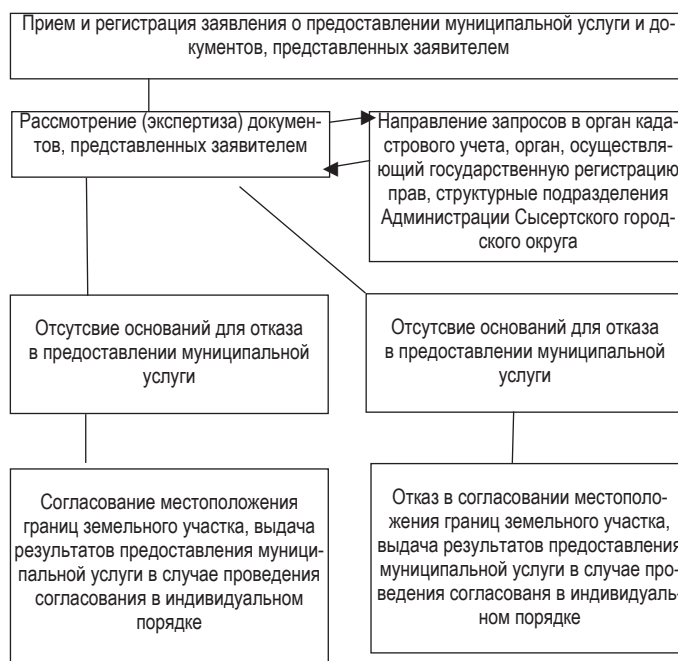 Прием и регистрация заявления о предоставлении муниципальной услуги и до-
кументов, представленных заявителем
Рассмотрение (экспертиза) докумен-
тов, представленных заявителем
Направление запросов в орган када-
стрового учета, орган, осуществля-
ющий государственную регистрацию
прав, структурные подразделения
Администрации Сысертского город-
ского округа
Отсутсвие оснований для отказа
в предоставлении муниципальной
услуги
Отсутсвие оснований для отказа
в предоставлении муниципальной
услуги
Согласование местоположения
границ земельного участка, выдача
результатов предоставления муници-
пальной услуги в случае проведения
согласования в индивидуальном
порядке
Отказ в согласовании местополо-
жения границ земельного участка,
выдача результатов предоставления
муниципальной услуги в случае про-
ведения согласованя в индивидуаль-
ном порядке